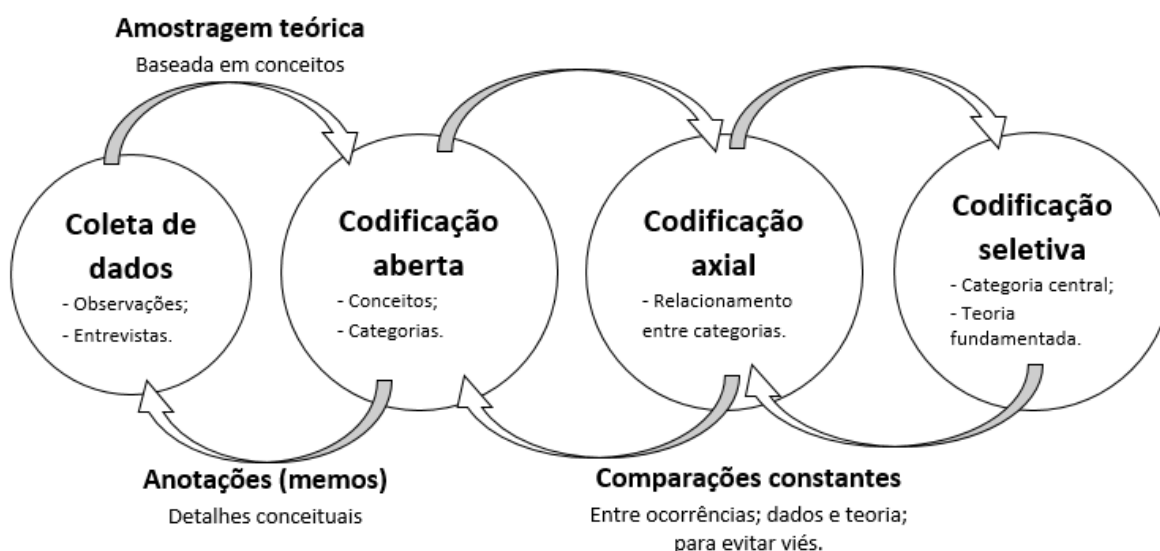 Amostragem teórica
Baseada em conceitos
Coleta de
dados
- Observações;
- Entrevistas.
Codificação
aberta
- Conceitos;
- Categorias.
Codificação
axial
- Relacionamento
entre categorias.
Codificação
seletiva
- Categoria central;
- Teoria
fundamentada.
Anotações (memos)
Detalhes conceituais
Comparações constantes
Entre ocorrências; dados e teoria;
para evitar viés.